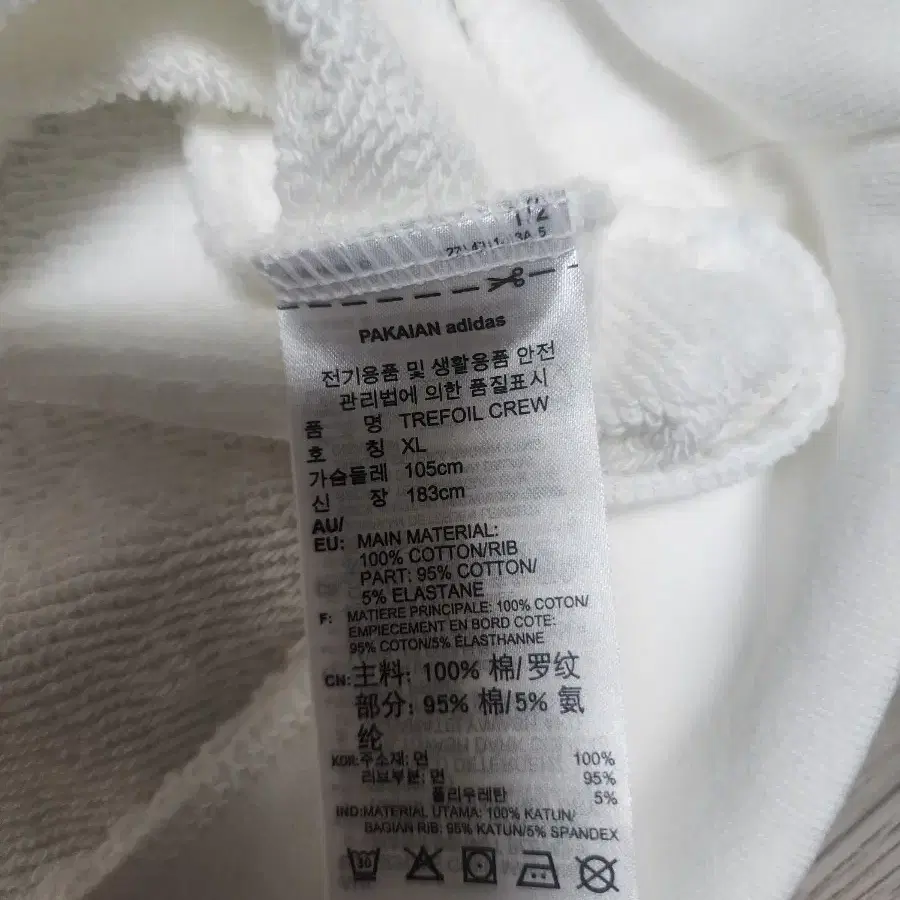 1/2
PAKAIAN adidas
전기용품 및 생활용품 안전
관리법에 의한 품질표시
품 명 TREFOIL CREW
호 칭 XL
가슴둘레 105cm
신 장 183cm
AU/
EU: MAIN MATERIAL:
100% COTTON/RIB
PART: 95% COTTON/
5% ELASTANE
F: MATIERE PRINCIPALE: 100% COTON/
EMPIECEMENT EN BORD COTE:
95% COTON/5% ÉLASTHANNE
CN: 主料: 100% 棉/罗纹
部分: 95% 棉/5% 氨
纶
KOR: 주소재: 면 100%
리브부분: 면 95%
폴리우레탄 5%
IND: MATERIAL UTAMA: 100% KATUN/
BAGIAN RIB: 95% KATUN/5% SPANDEX
30